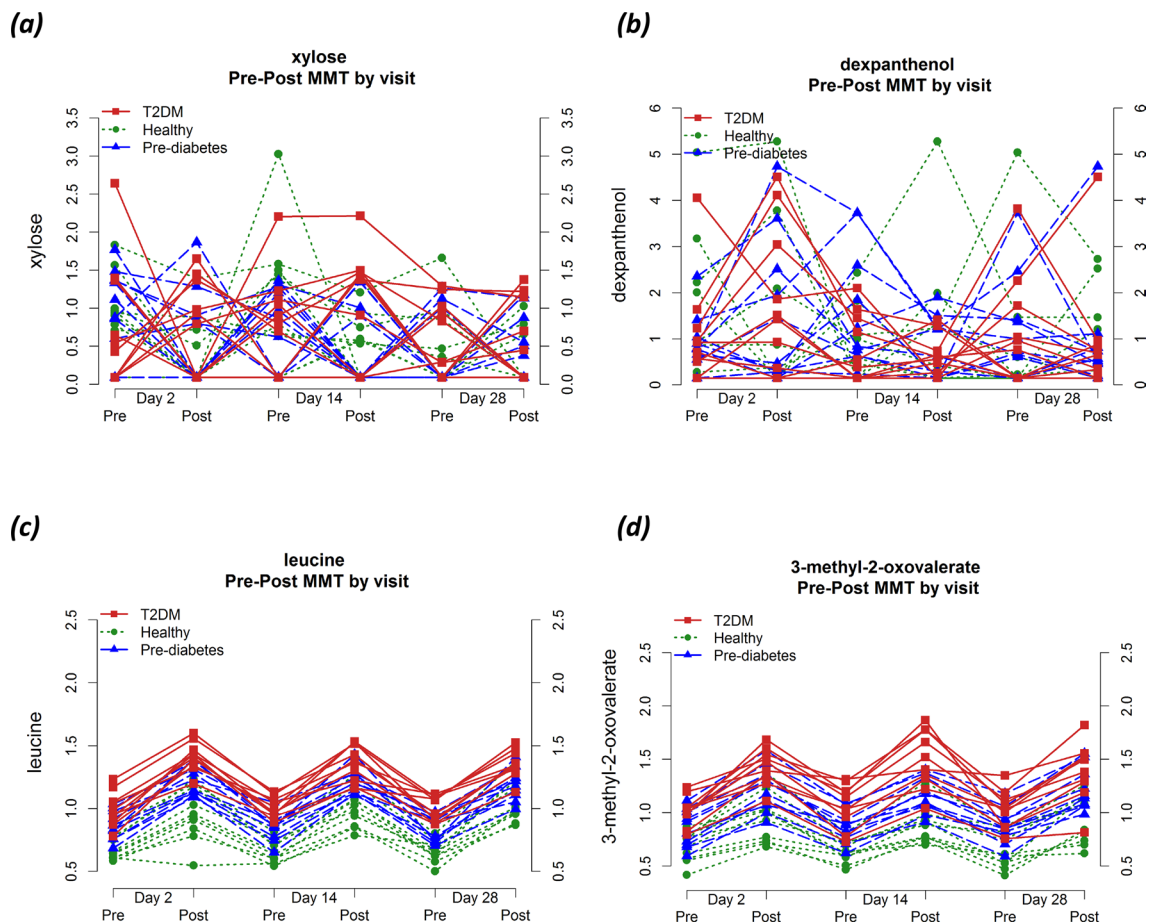 (a)
xylose
Pre-Post MMT by visit
T2DM
Healthy
Pre-diabetes
xylose
3.5
3.0
2.5
2.0
1.5
1.0
0.5
0.0
3.5
3.0
2.5
2.0
1.5
1.0
0.5
0.0
Day 2 Day 14 Day 28
Pre Post Pre Post Pre Post
(b)
dexpanthenol
Pre-Post MMT by visit
T2DM
Healthy
Pre-diabetes
dexpanthenol
6
5
4
3
2
1
0
6
5
4
3
2
1
0
Day 2 Day 14 Day 28
Pre Post Pre Post Pre Post
(c)
leucine
Pre-Post MMT by visit
T2DM
Healthy
Pre-diabetes
leucine
2.5
2.0
1.5
1.0
0.5
2.5
2.0
1.5
1.0
0.5
Day 2 Day 14 Day 28
Pre Post Pre Post Pre Post
(d)
3-methyl-2-oxovalerate
Pre-Post MMT by visit
T2DM
Healthy
Pre-diabetes
3-methyl-2-oxovalerate
2.5
2.0
1.5
1.0
0.5
2.5
2.0
1.5
1.0
0.5
Day 2 Day 14 Day 28
Pre Post Pre Post Pre Post